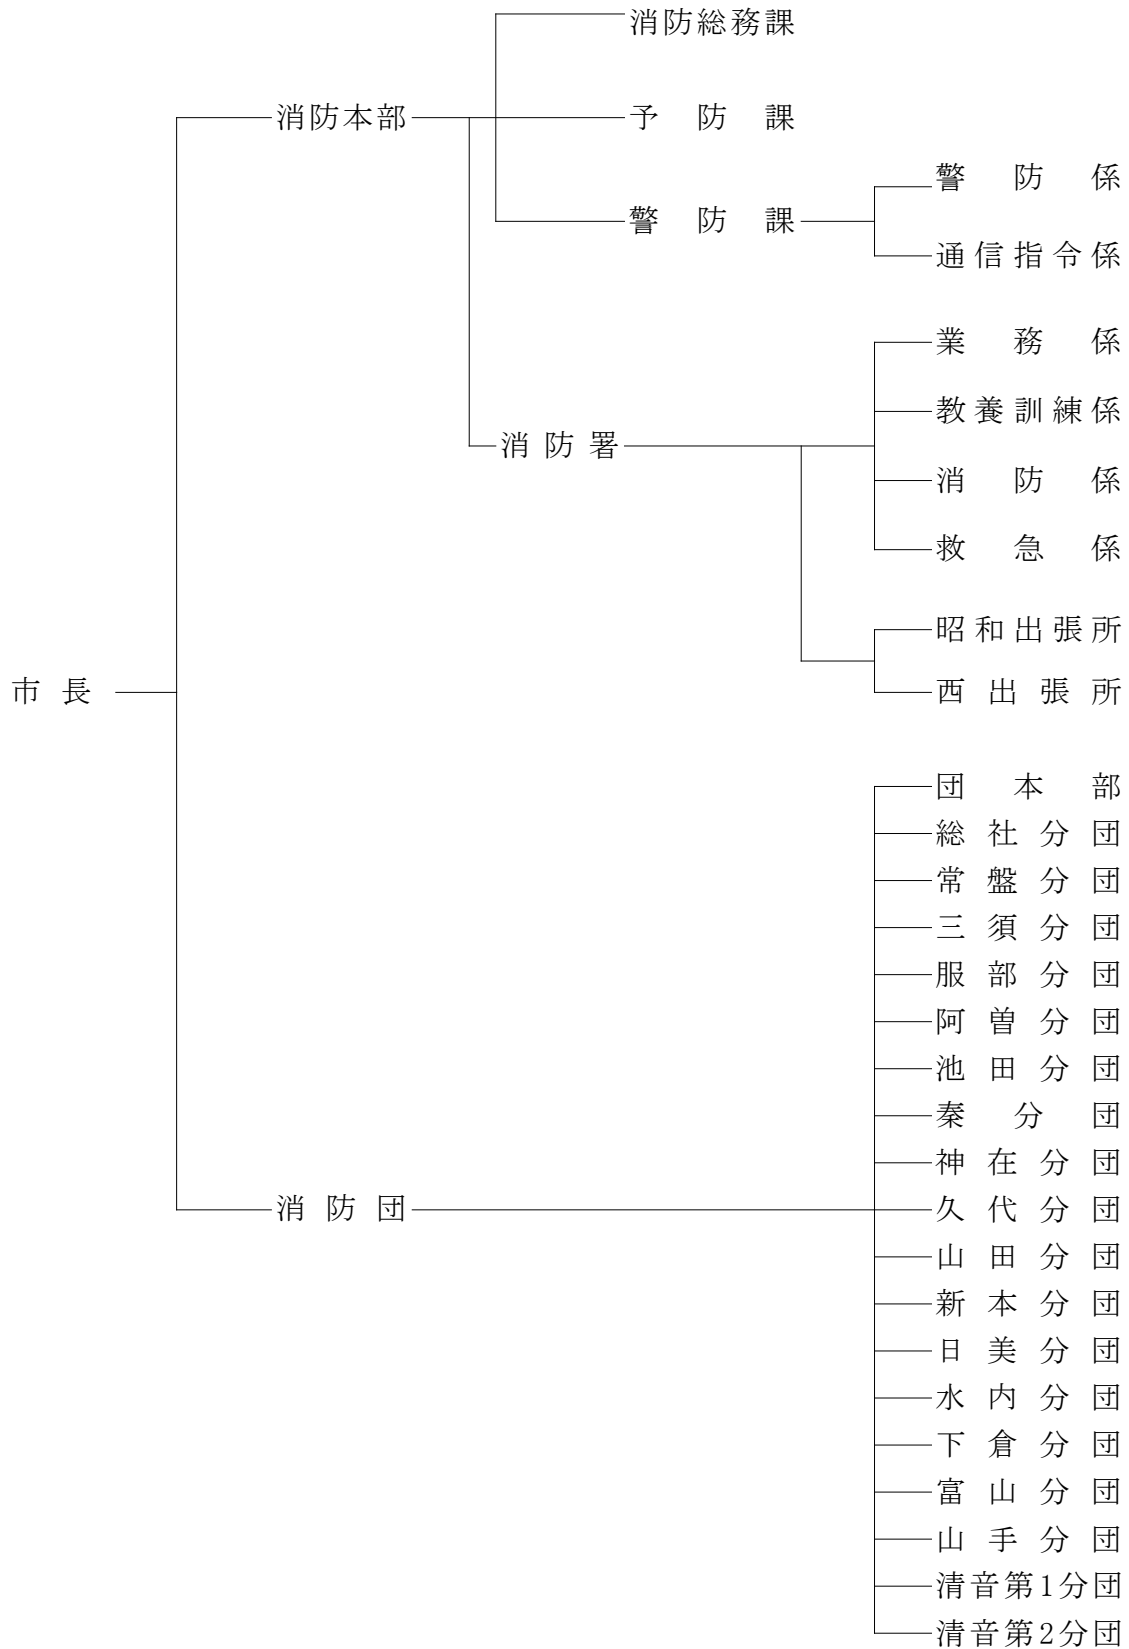 消防総務課
消防本部
予防課
警防係
警防課
通信指令係
業務係
教養訓練係
消防署
消防係
救急係
昭和出張所
市長
西出張所
団本部
総社分団
常盤分団
三須分団
服部分団
阿曽分団
池田分団
秦分団
神在分団
消防団
久代分団
山田分団
新本分団
日美分団
水内分団
下倉分団
富山分団
山手分団
清音第1分団
清音第2分団